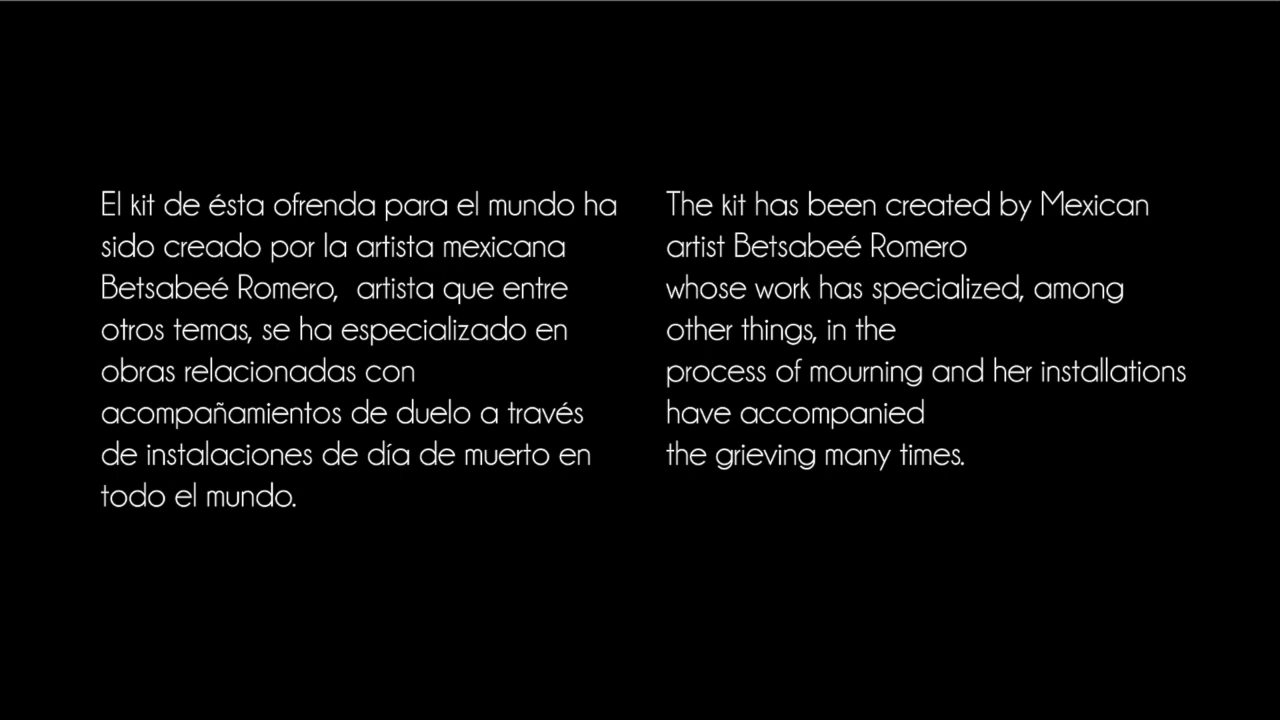 El kit de ésta ofrenda para el mundo ha
sido creado por la artista mexicana
Betsabeé Romero,  artista que entre
otros temas, se ha especializado en
obras relacionadas con
acompañamientos de duelo a través
de instalaciones de día de muerto en
todo el mundo.
The kit has been created by Mexican
artist Betsabeé Romero
whose work has specialized, among
other things, in the
process of mourning and her installations
have accompanied
the grieving many times.